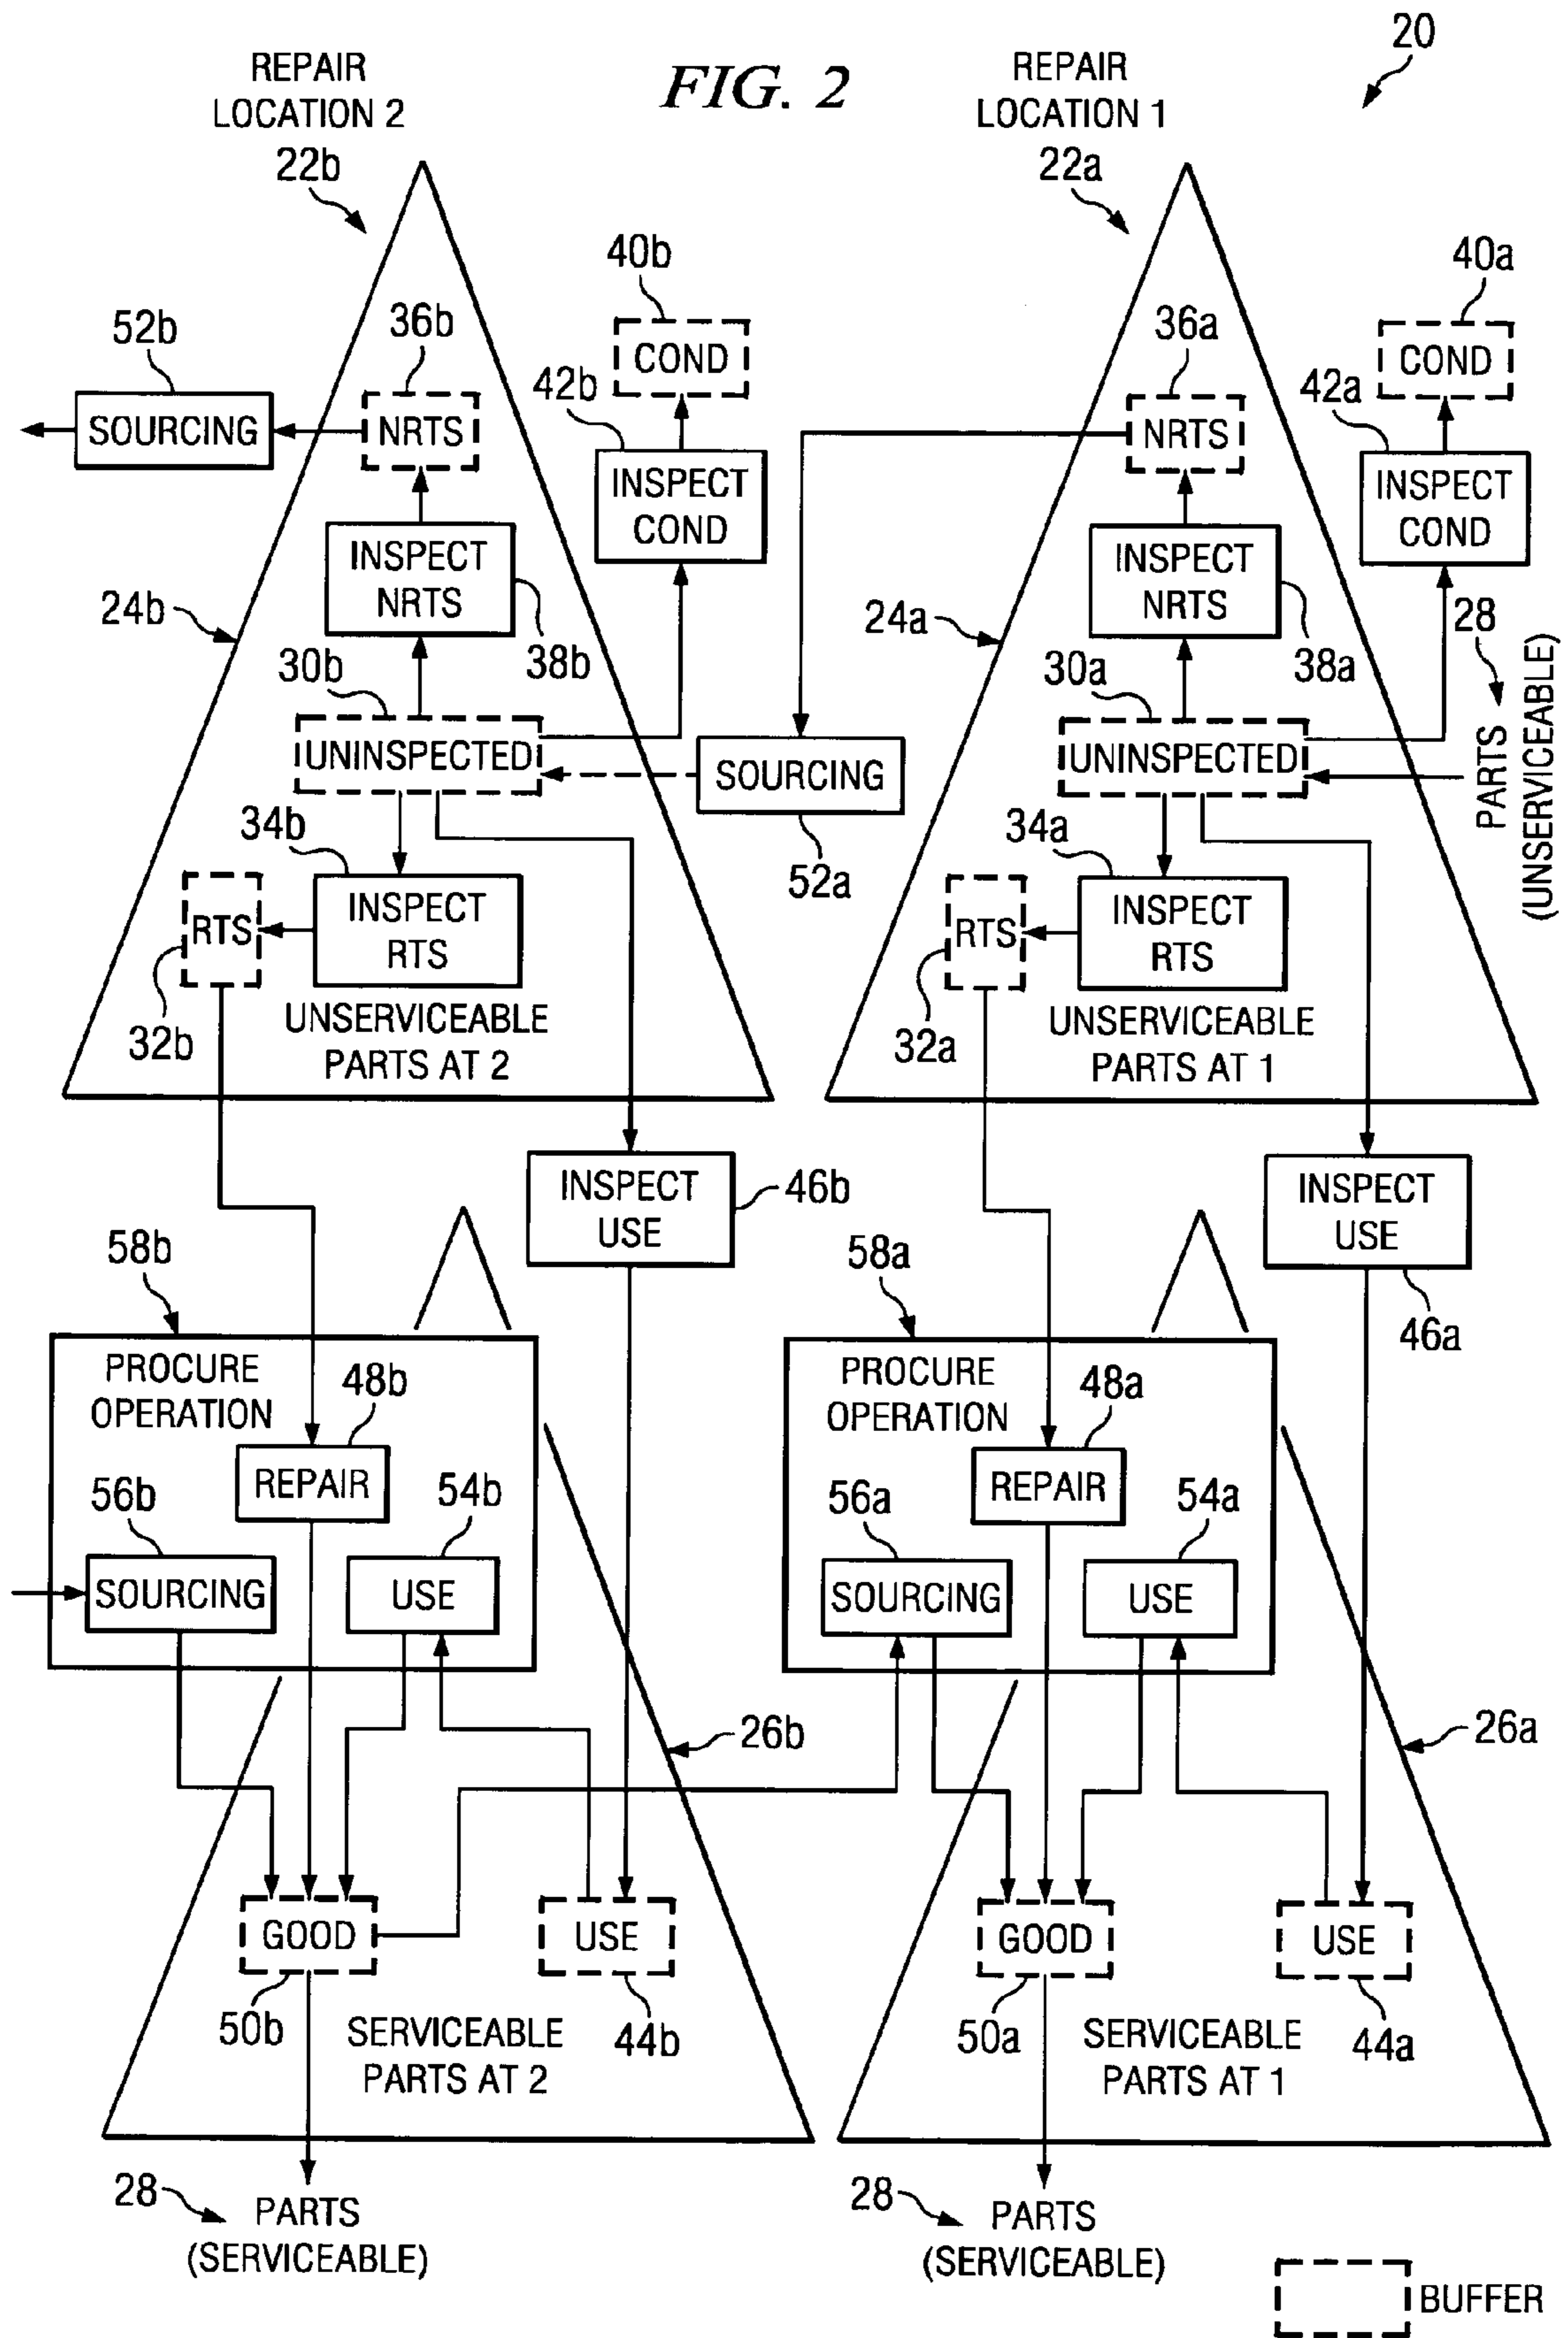 FIG. 2
20
REPAIR
LOCATION 2
22b
REPAIR
LOCATION 1
22a
40b
COND
42b
INSPECT
COND
36b
NRTS
52b
SOURCING
INSPECT
NRTS
38b
24b
30b
UNINSPECTED
34b
INSPECT
RTS
RTS
32b
UNSERVICEABLE
PARTS AT 2
SOURCING
52a
40a
COND
42a
INSPECT
COND
36a
NRTS
INSPECT
NRTS
38a
24a
30a
UNINSPECTED
28
PARTS
(UNSERVICEABLE)
34a
INSPECT
RTS
RTS
32a
UNSERVICEABLE
PARTS AT 1
INSPECT
USE
46b
INSPECT
USE
46a
58b
PROCURE
OPERATION
48b
REPAIR
56b
SOURCING
54b
USE
26b
GOOD
50b
USE
44b
SERVICEABLE
PARTS AT 2
28
PARTS
(SERVICEABLE)
58a
PROCURE
OPERATION
48a
REPAIR
56a
SOURCING
54a
USE
26a
GOOD
50a
USE
44a
SERVICEABLE
PARTS AT 1
28
PARTS
(SERVICEABLE)
BUFFER